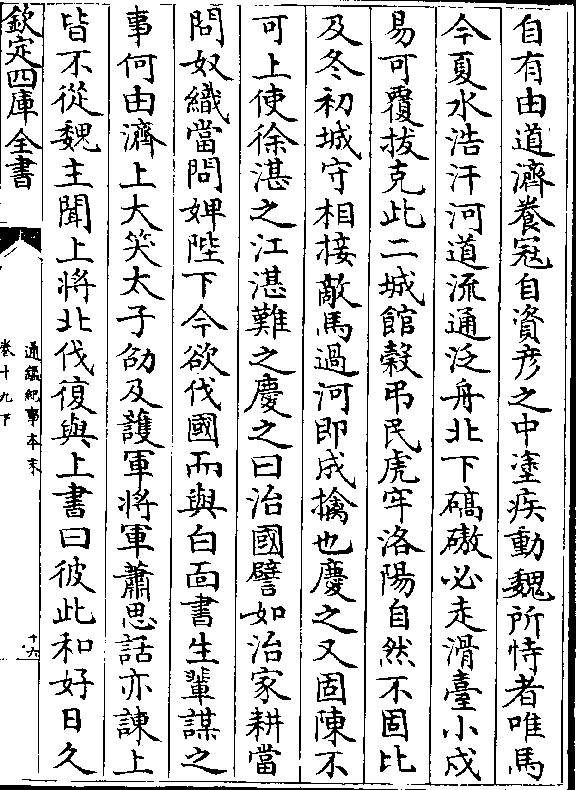 自有由道濟養寇自資彦之中塗疾動魏所恃者唯馬
今夏水浩汗河道流通泛舟北下碻磝必走滑臺小戍
易可覆拔克此二城館榖弔民虎牢洛陽自然不固比
及冬初城守相接敵馬過河即成擒也慶之又固陳不
可上使徐湛之江湛難之慶之曰治國譬如治家耕當
問奴織當問婢陛下今欲伐國而與白面書生輩謀之
事何由濟上大笑太子劭及護軍將軍蕭思話亦諫上
皆不從魏主聞上將北伐復與上書曰彼此和好日久
欽定四庫全書
通鑑紀事本末
卷十九下
十六